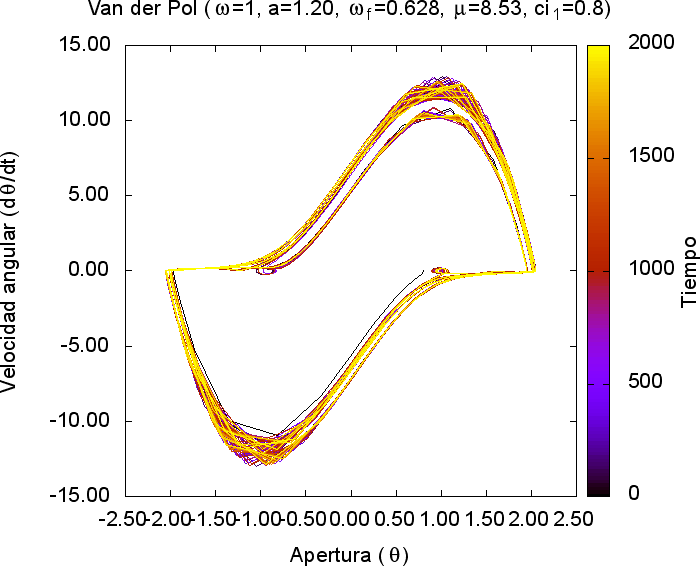 Van der Pol (ω=1, a=1.20, ω_f=0.628, μ=8.53, ci_1=0.8)
15.00
10.00
5.00
0.00
-5.00
-10.00
-15.00
Velocidad angular (dθ/dt)
-2.50 -2.00 -1.50 -1.00 -0.50 0.00 0.50 1.00 1.50 2.00 2.50
Apertura (θ)
2000
1500
1000
500
0
Tiempo